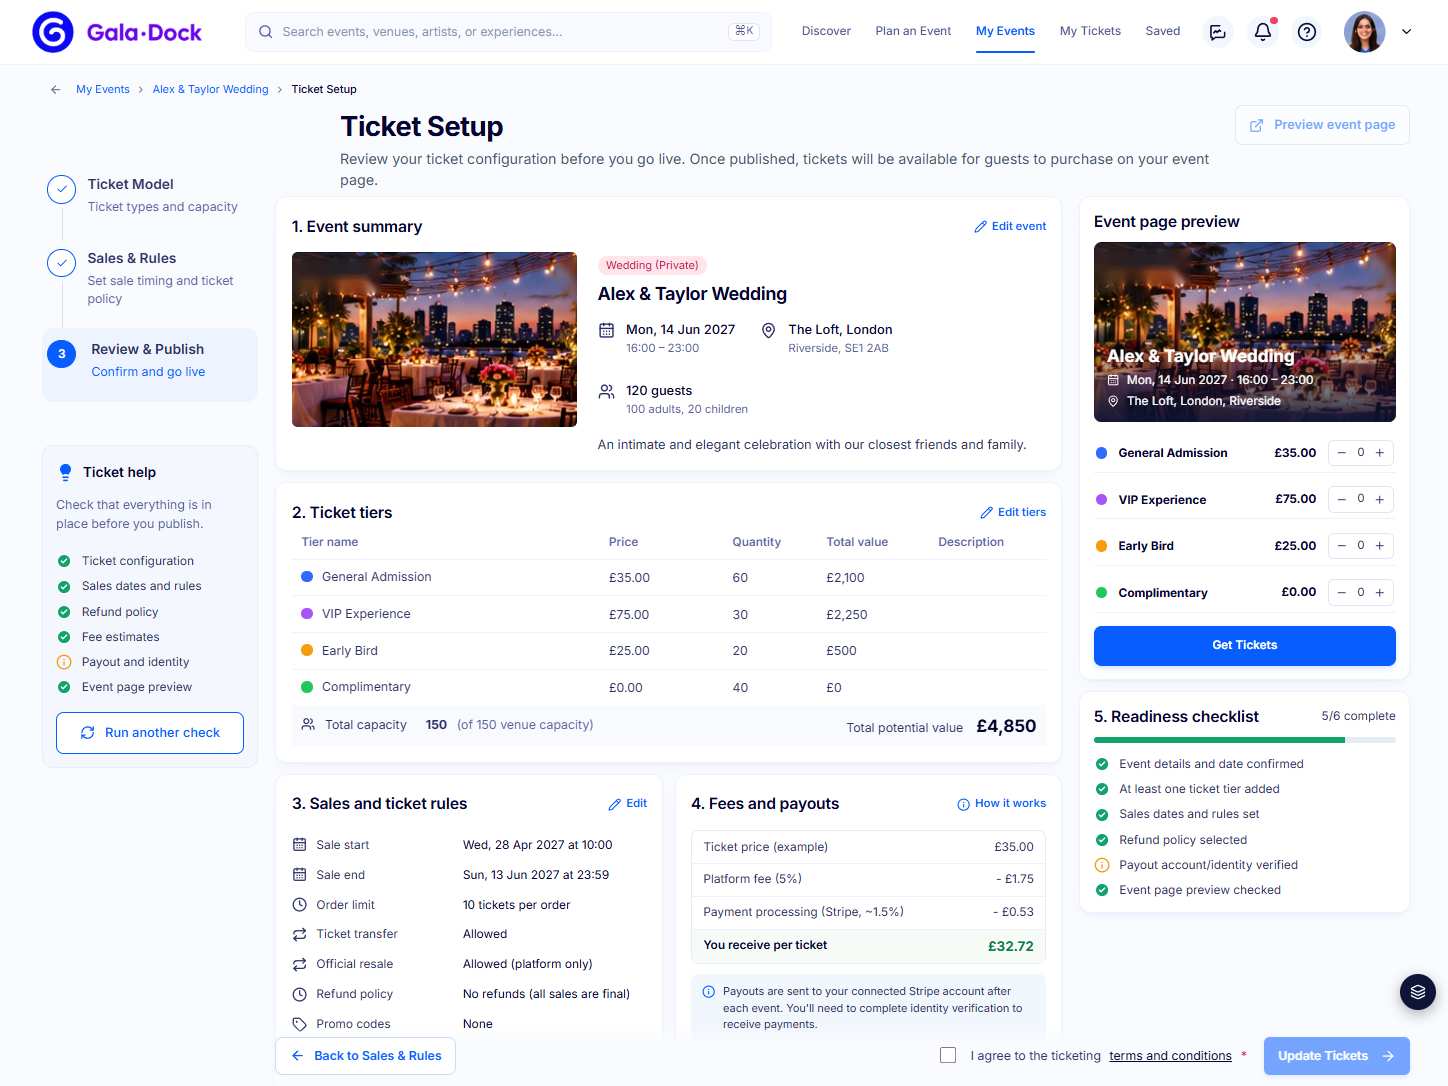 Gala·Dock
Search events, venues, artists, or experiences...
⌘K
Discover
Plan an Event
My Events
My Tickets
Saved
My Events > Alex & Taylor Wedding > Ticket Setup
Ticket Setup
Review your ticket configuration before you go live. Once published, tickets will be available for guests to purchase on your event
page.
Preview event page
Ticket Model
Ticket types and capacity
Sales & Rules
Set sale timing and ticket
policy
3
Review & Publish
Confirm and go live
Ticket help
Check that everything is in
place before you publish.
Ticket configuration
Sales dates and rules
Refund policy
Fee estimates
Payout and identity
Event page preview
Run another check
1. Event summary
Edit event
Wedding (Private)
Alex & Taylor Wedding
Mon, 14 Jun 2027
16:00 – 23:00
The Loft, London
Riverside, SE1 2AB
120 guests
100 adults, 20 children
An intimate and elegant celebration with our closest friends and family.
2. Ticket tiers
Edit tiers
Tier name Price Quantity Total value Description
General Admission £35.00 60 £2,100
VIP Experience £75.00 30 £2,250
Early Bird £25.00 20 £500
Complimentary £0.00 40 £0
Total capacity 150 (of 150 venue capacity) Total potential value £4,850
3. Sales and ticket rules
Edit
Sale start Wed, 28 Apr 2027 at 10:00
Sale end Sun, 13 Jun 2027 at 23:59
Order limit 10 tickets per order
Ticket transfer Allowed
Official resale Allowed (platform only)
Refund policy No refunds (all sales are final)
Promo codes None
4. Fees and payouts
How it works
Ticket price (example) £35.00
Platform fee (5%) - £1.75
Payment processing (Stripe, ~1.5%) - £0.53
You receive per ticket £32.72
Payouts are sent to your connected Stripe account after
each event. You'll need to complete identity verification to
receive payments.
Event page preview
Alex & Taylor Wedding
Mon, 14 Jun 2027 · 16:00 – 23:00
The Loft, London, Riverside
General Admission £35.00 − 0 +
VIP Experience £75.00 − 0 +
Early Bird £25.00 − 0 +
Complimentary £0.00 − 0 +
Get Tickets
5. Readiness checklist
5/6 complete
Event details and date confirmed
At least one ticket tier added
Sales dates and rules set
Refund policy selected
Payout account/identity verified
Event page preview checked
Back to Sales & Rules
I agree to the ticketing terms and conditions *
Update Tickets